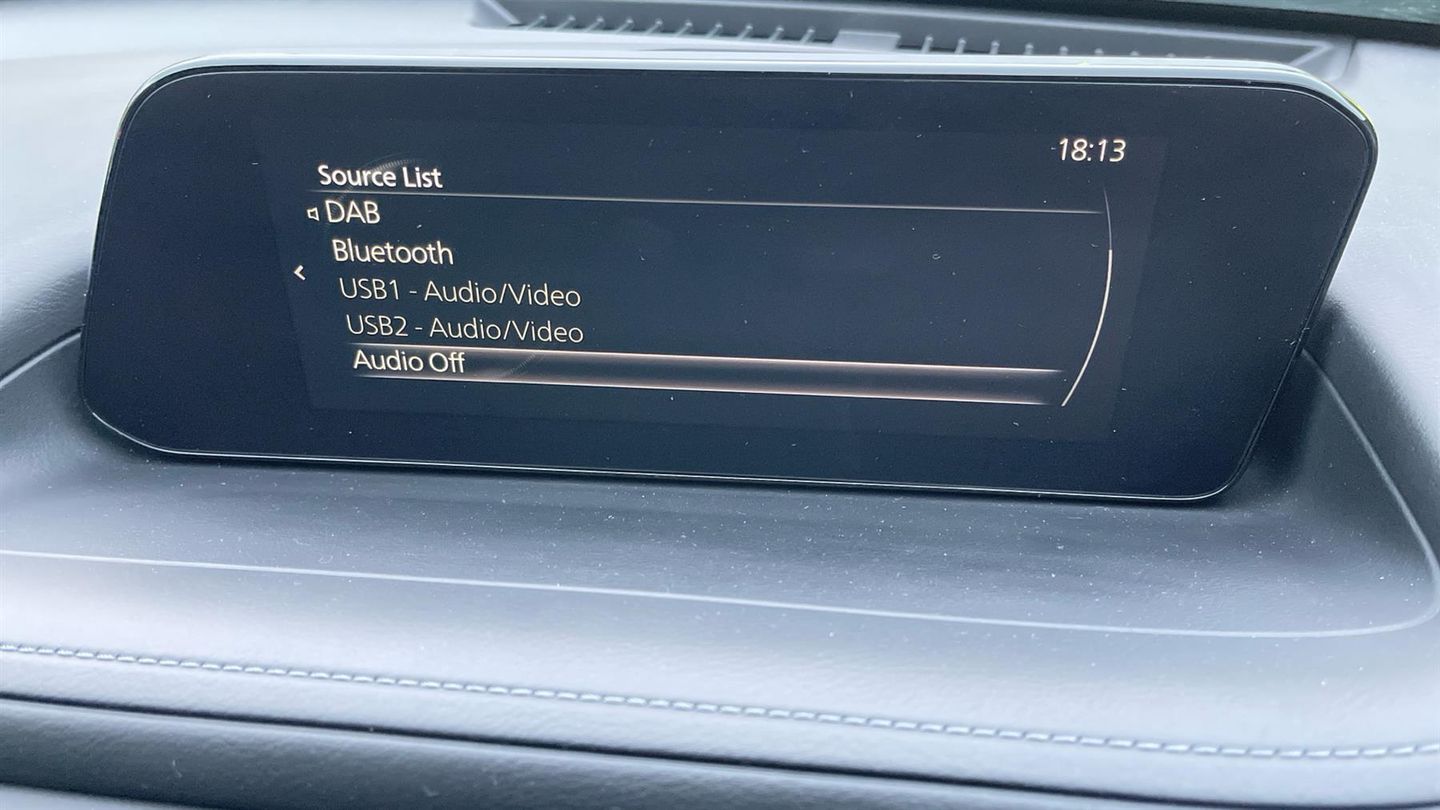 18:13
Source List
DAB
Bluetooth
USB1 - Audio/Video
USB2 - Audio/Video
Audio Off